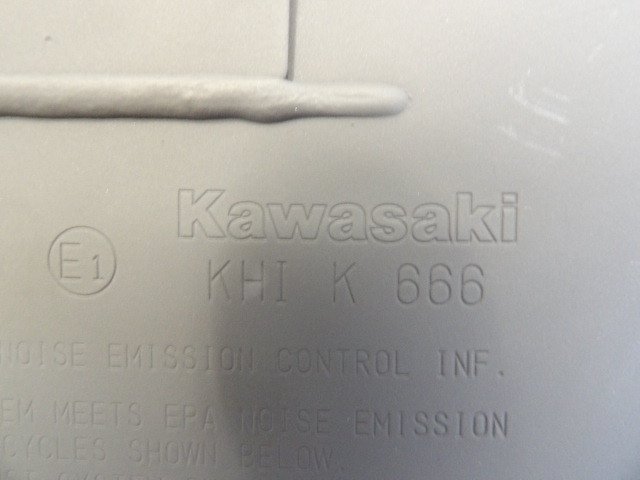 Kawasaki
E1 KHI K 666
NOISE EMISSION CONTROL INF.
EM MEETS EPA NOISE EMISSION
CYCLES SHOWN BELOW.